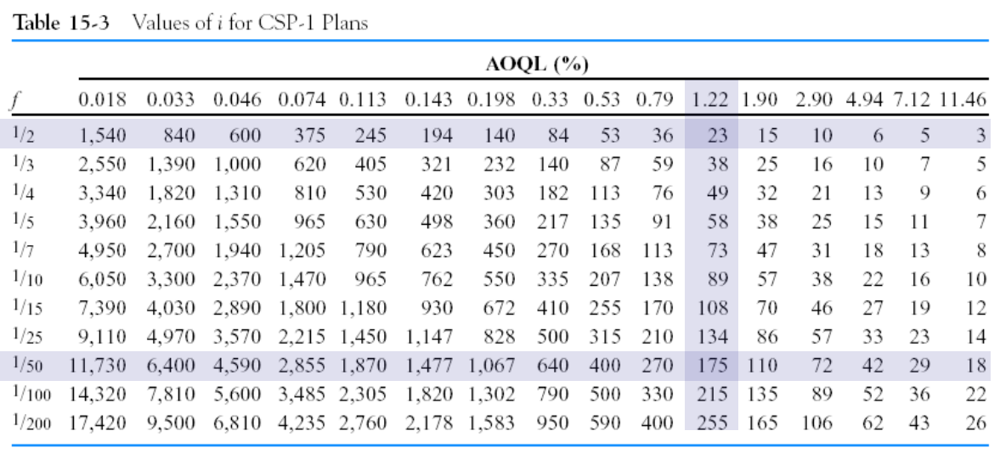 Table 15-3 Values of i for CSP-1 Plans
AOQL (%)
f 0.018 0.033 0.046 0.074 0.113 0.143 0.198 0.33 0.53 0.79 1.22 1.90 2.90 4.94 7.12 11.46
1/2 1,540 840 600 375 245 194 140 84 53 36 23 15 10 6 5 3
1/3 2,550 1,390 1,000 620 405 321 232 140 87 59 38 25 16 10 7 5
1/4 3,340 1,820 1,310 810 530 420 303 182 113 76 49 32 21 13 9 6
1/5 3,960 2,160 1,550 965 630 498 360 217 135 91 58 38 25 15 11 7
1/7 4,950 2,700 1,940 1,205 790 623 450 270 168 113 73 47 31 18 13 8
1/10 6,050 3,300 2,370 1,470 965 762 550 335 207 138 89 57 38 22 16 10
1/15 7,390 4,030 2,890 1,800 1,180 930 672 410 255 170 108 70 46 27 19 12
1/25 9,110 4,970 3,570 2,215 1,450 1,147 828 500 315 210 134 86 57 33 23 14
1/50 11,730 6,400 4,590 2,855 1,870 1,477 1,067 640 400 270 175 110 72 42 29 18
1/100 14,320 7,810 5,600 3,485 2,305 1,820 1,302 790 500 330 215 135 89 52 36 22
1/200 17,420 9,500 6,810 4,235 2,760 2,178 1,583 950 590 400 255 165 106 62 43 26